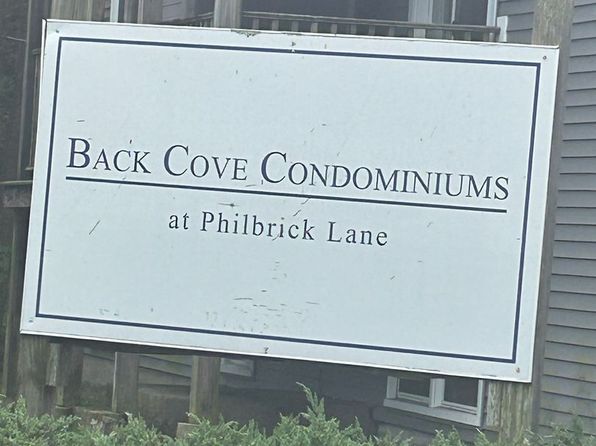 BACK COVE CONDOMINIUMS
at Philbrick Lane